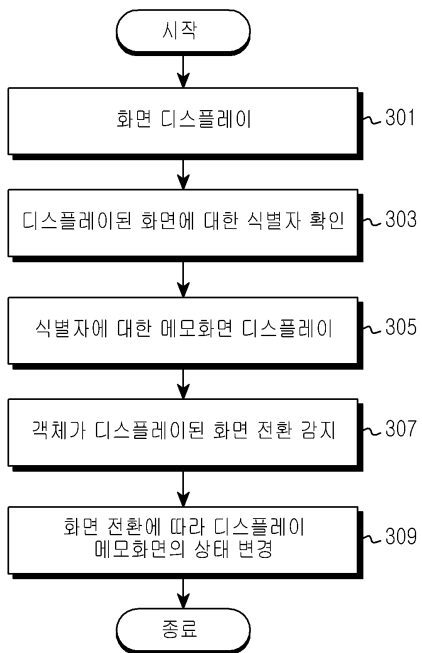 시작
화면 디스플레이
301
디스플레이된 화면에 대한 식별자 확인
303
식별자에 대한 메모화면 디스플레이
305
객체가 디스플레이된 화면 전환 감지
307
화면 전환에 따라 디스플레이
메모화면의 상태 변경
309
종료